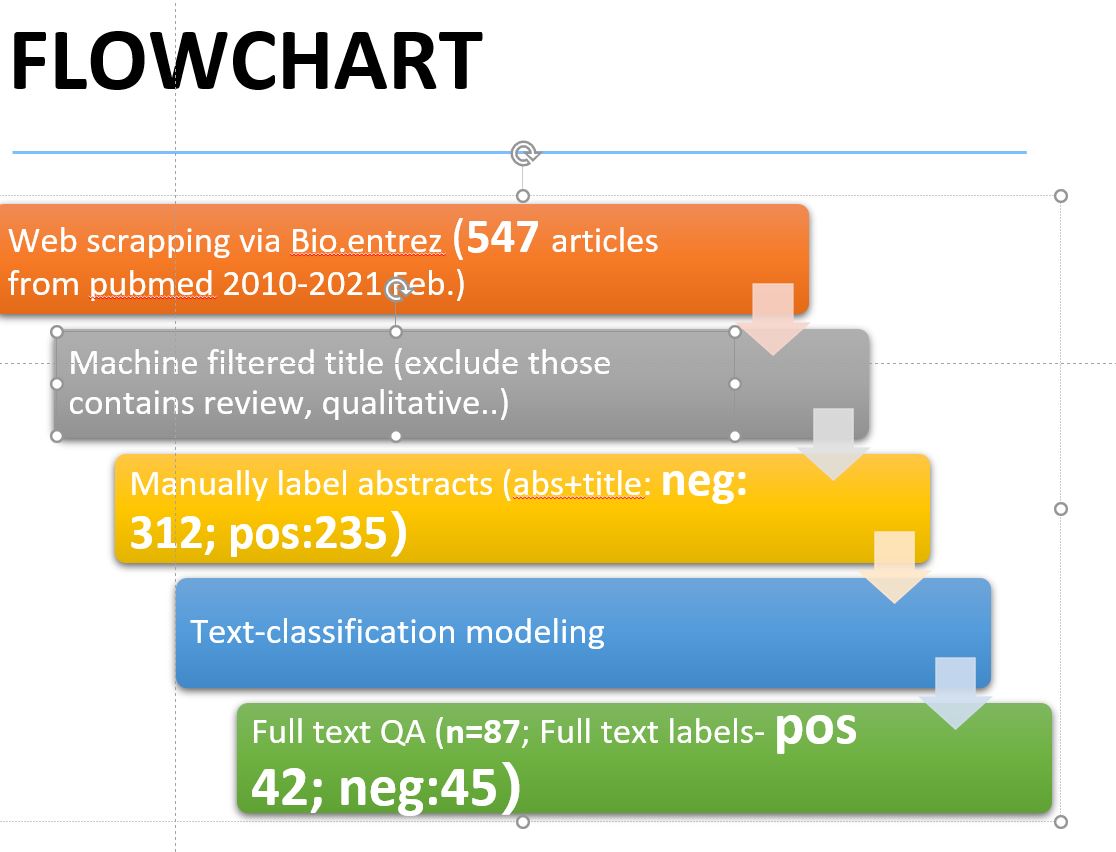 FLOWCHART
Web scrapping via Bio.entrez (547 articles
from pubmed 2010-2021 Feb.)
Machine filtered title (exclude those
contains review, qualitative..)
Manually label abstracts (abs+title: neg:
312; pos:235)
Text-classification modeling
Full text QA (n=87; Full text labels- pos
42; neg:45)